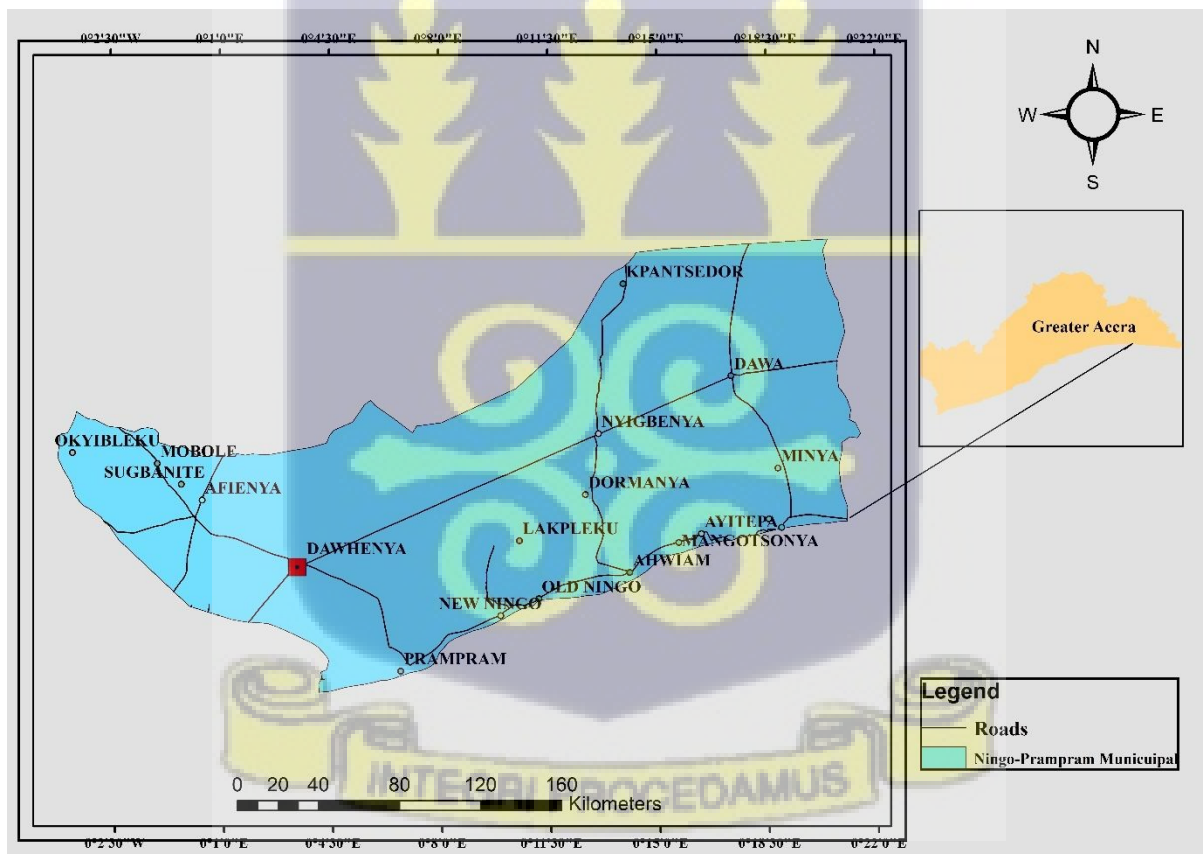 0°2'30"W 0°1'0"E 0°4'30"E 0°8'0"E 0°11'30"E 0°15'0"E 0°18'30"E 0°22'0"E
N
W E
S
KPANTSEDOR
Greater Accra
DAWA
NYIGBENYA
OKYIBLEKU
MOBOLE
SUGBANITE
MINYA
AFIENYA
DORMANYA
LAKPLEKU
AYITEPA
MANGOTSONYA
DAWHENYA
AHWIAM
OLD NINGO
NEW NINGO
PRAMPRAM
Legend
Roads
Ningo-Prampram Municuipal
0 20 40 80 120 160
Kilometers
INTEGRI PROCEDAMUS
0°2'30"W 0°1'0"E 0°4'30"E 0°8'0"E 0°11'30"E 0°15'0"E 0°18'30"E 0°22'0"E